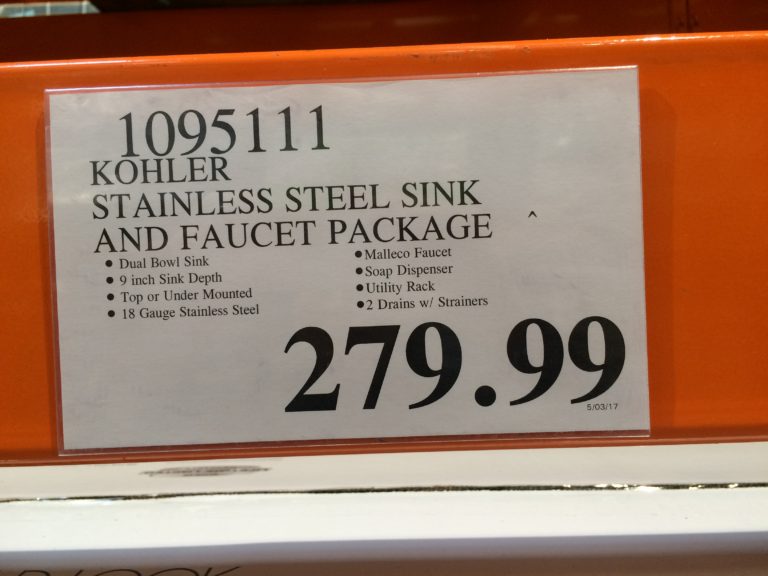 1095111
KOHLER
STAINLESS STEEL SINK
AND FAUCET PACKAGE ^
• Dual Bowl Sink
• 9 inch Sink Depth
• Top or Under Mounted
• 18 Gauge Stainless Steel
• Malleco Faucet
• Soap Dispenser
• Utility Rack
• 2 Drains w/ Strainers
279.99
5/03/17